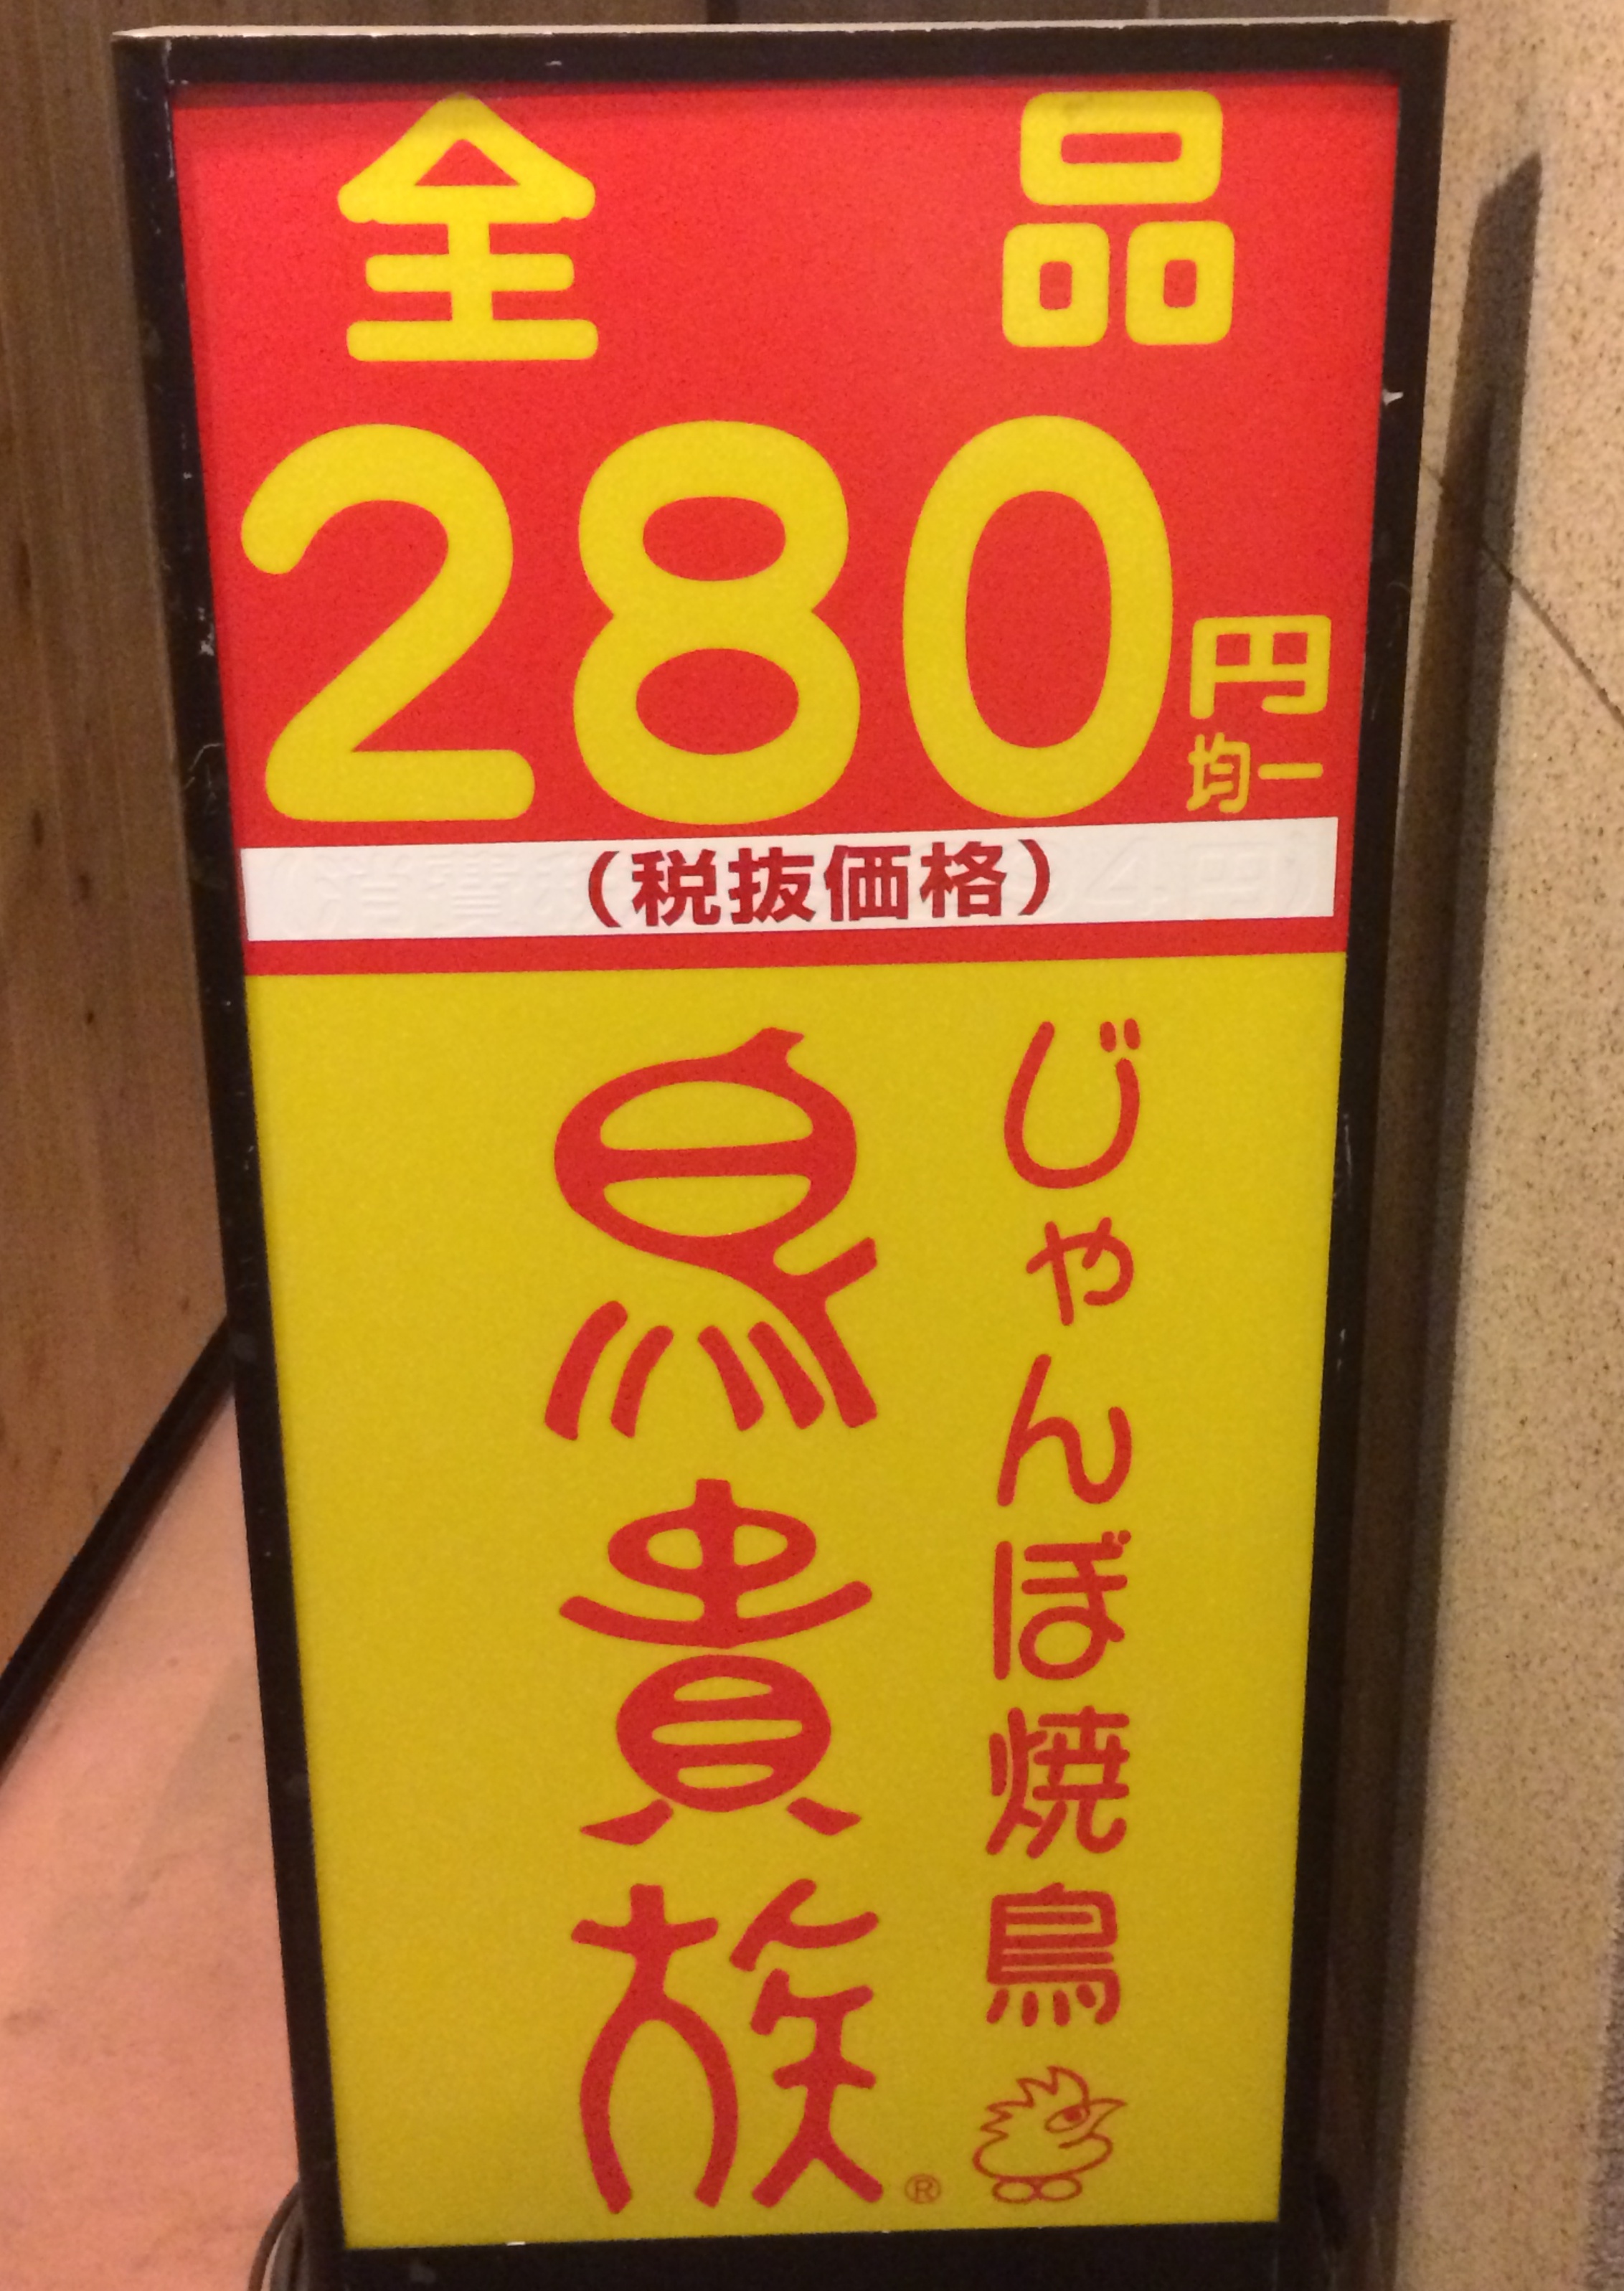 全品
280円
均一
(税抜価格)
じゃんぼ焼鳥
鳥貴族®